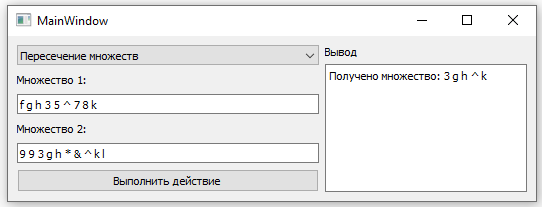 MainWindow
Пересечение множеств
Множество 1:
f g h 3 5 ^ 7 8 k
Множество 2:
9 9 3 g h * & ^ k l
Выполнить действие
Вывод
Получено множество: 3 g h ^ k